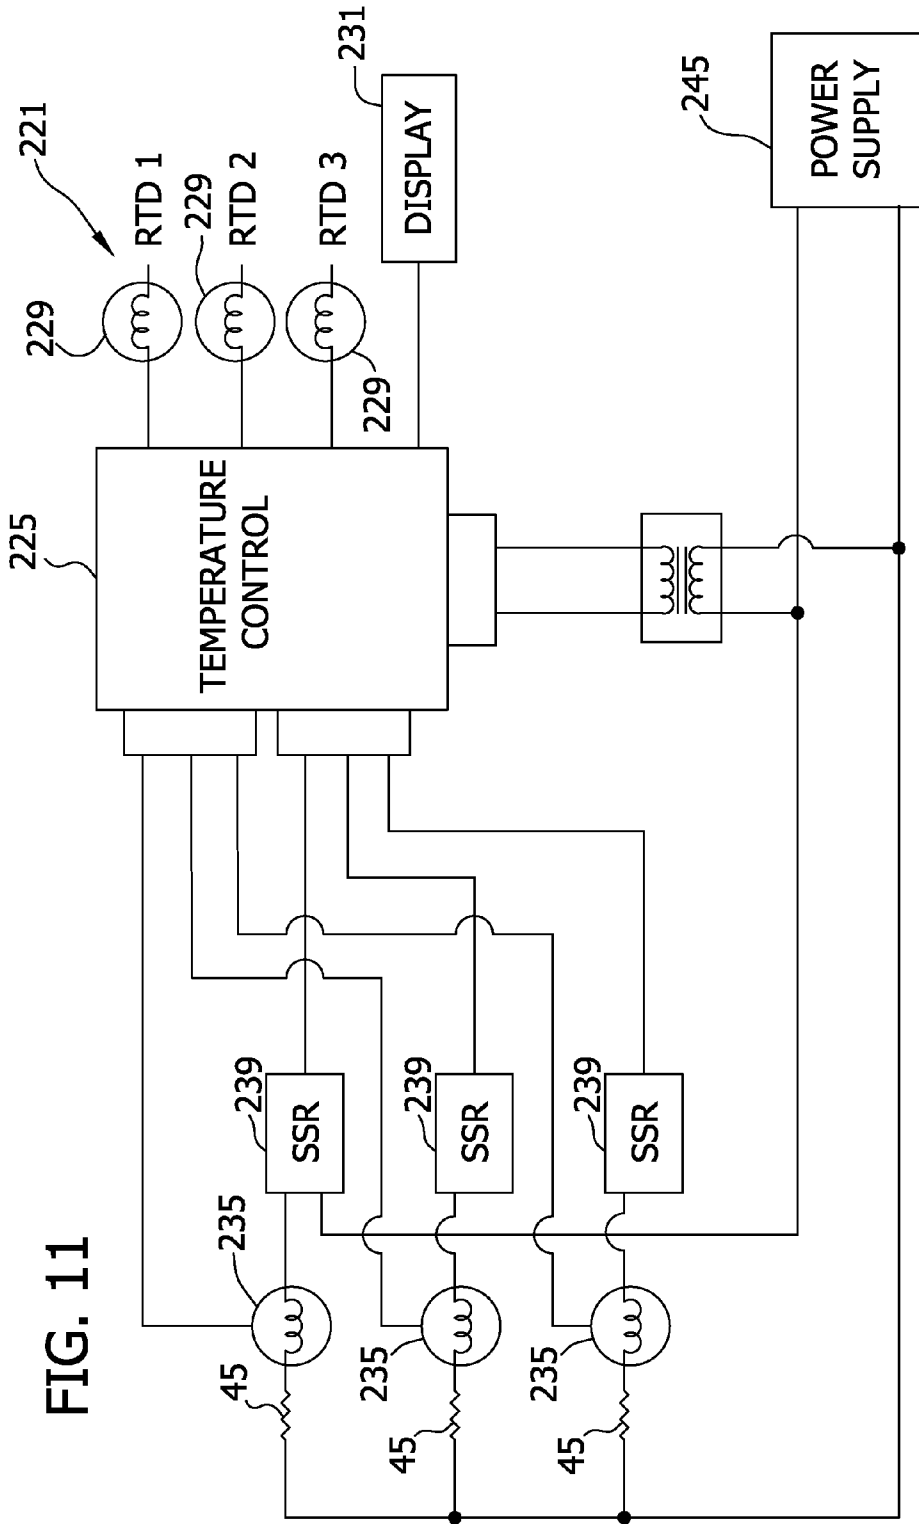 FIG. 11
221
229
RTD 1
229
RTD 2
229
RTD 3
231
DISPLAY
225
TEMPERATURE
CONTROL
245
POWER
SUPPLY
239
SSR
239
SSR
239
SSR
235
235
235
45
45
45